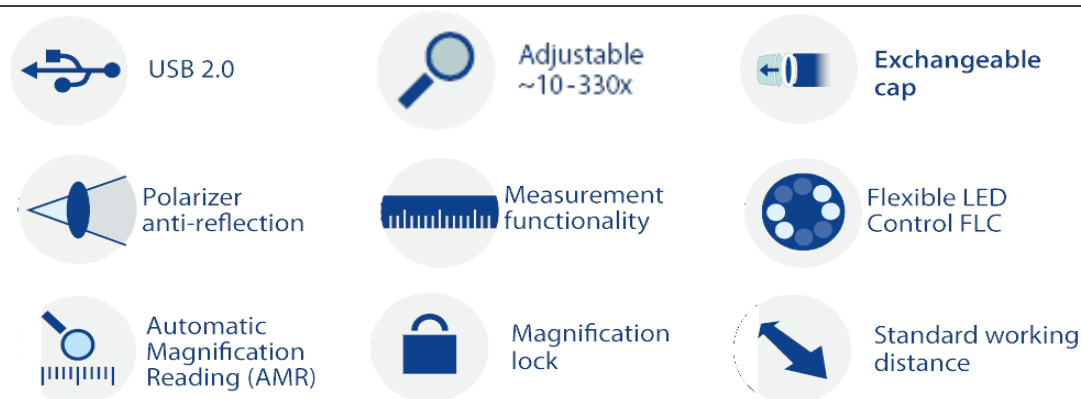 USB 2.0
Adjustable
~10-330x
Exchangeable
cap
Polarizer
anti-reflection
Measurement
functionality
Flexible LED
Control FLC
Automatic
Magnification
Reading (AMR)
Magnification
lock
Standard working
distance